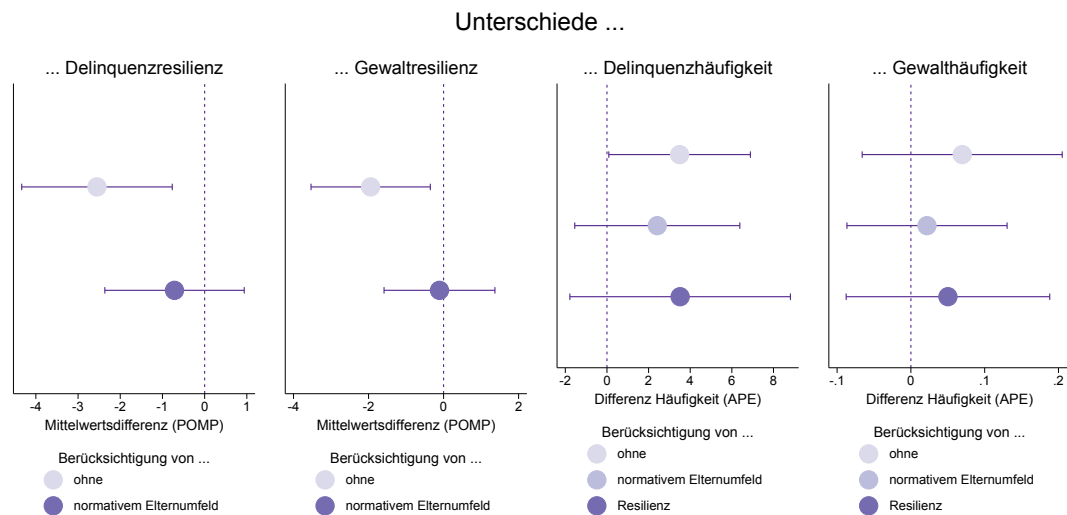 Unterschiede ...
... Delinquenzresilienz
-4 -3 -2 -1 0 1
Mittelwertsdifferenz (POMP)
Berücksichtigung von ...
ohne
normativem Elternumfeld
... Gewaltresilienz
-4 -2 0 2
Mittelwertsdifferenz (POMP)
Berücksichtigung von ...
ohne
normativem Elternumfeld
... Delinquenzhäufigkeit
-2 0 2 4 6 8
Differenz Häufigkeit (APE)
Berücksichtigung von ...
ohne
normativem Elternumfeld
Resilienz
... Gewalthäufigkeit
-.1 0 .1 .2
Differenz Häufigkeit (APE)
Berücksichtigung von ...
ohne
normativem Elternumfeld
Resilienz